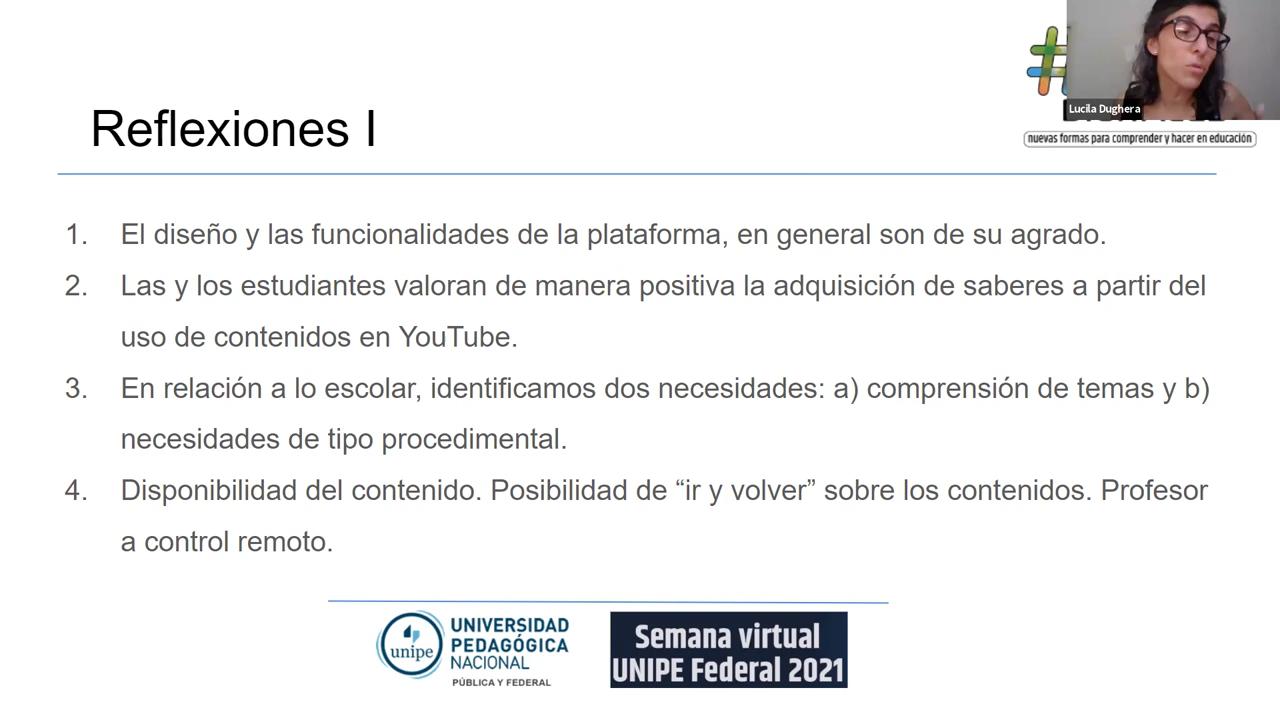 Lucila Dughera
nuevas formas para comprender y hacer en educación
Reflexiones I
1. El diseño y las funcionalidades de la plataforma, en general son de su agrado.
2. Las y los estudiantes valoran de manera positiva la adquisición de saberes a partir del
uso de contenidos en YouTube.
3. En relación a lo escolar, identificamos dos necesidades: a) comprensión de temas y b)
necesidades de tipo procedimental.
4. Disponibilidad del contenido. Posibilidad de “ir y volver” sobre los contenidos. Profesor
a control remoto.
unipe
UNIVERSIDAD
PEDAGÓGICA
NACIONAL
PÚBLICA Y FEDERAL
Semana virtual
UNIPE Federal 2021